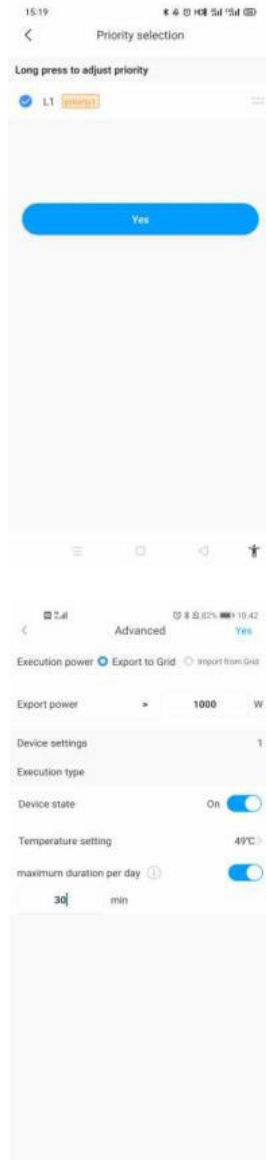 15:19
Priority selection
Long press to adjust priority
L1 priority1
Yes
10:42
Advanced
Yes
Execution power Export to Grid Import from Grid
Export power > 1000 W
Device settings 1
Execution type
Device state On
Temperature setting 49℃
maximum duration per day
30 min